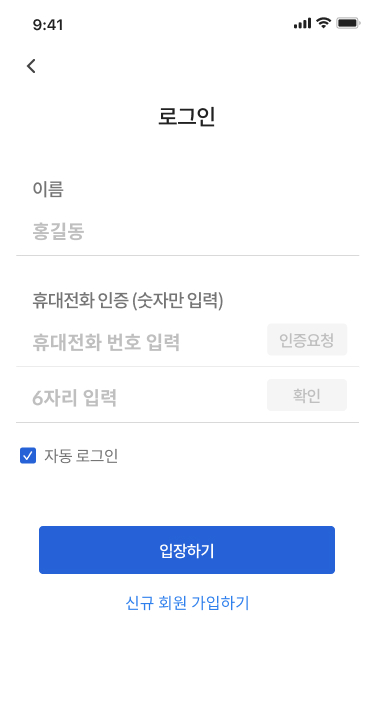 9:41
로그인
이름
홍길동
휴대전화 인증 (숫자만 입력)
휴대전화 번호 입력
인증요청
6자리 입력
확인
자동 로그인
입장하기
신규 회원 가입하기